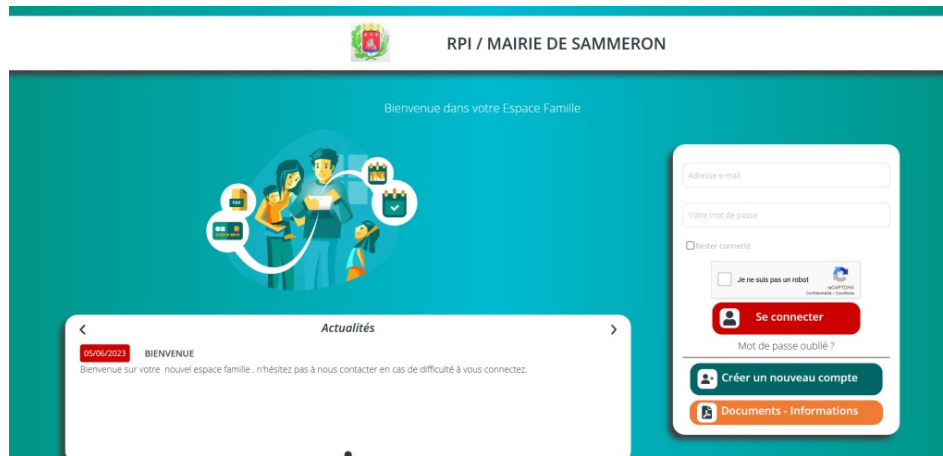 RPI / MAIRIE DE SAMMERON
Bienvenue dans votre Espace Famille
PDF
Adresse e-mail
Votre mot de passe
Rester connecté
Je ne suis pas un robot
reCAPTCHA
Confidentialité - Conditions
Se connecter
Mot de passe oublié ?
Créer un nouveau compte
Documents - Informations
Actualités
05/06/2023 BIENVENUE
Bienvenue sur votre nouvel espace famille , n'hésitez pas à nous contacter en cas de difficulté à vous connectez.